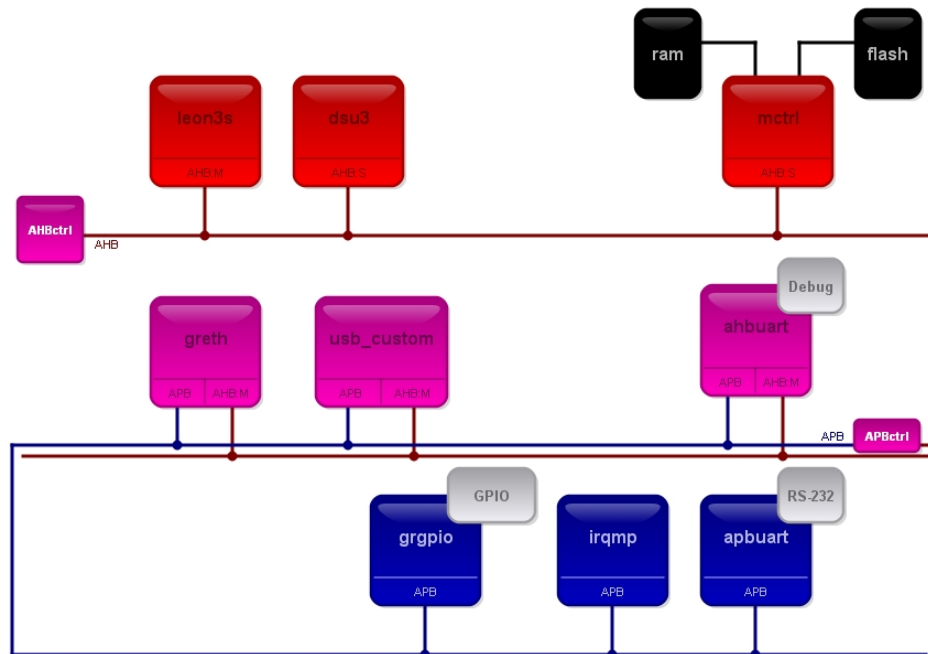 ram
flash
leon3s
dsu3
mctrl
AHB:M
AHB:S
AHB:S
AHBctrl
AHB
Debug
greth
usb_custom
ahbuart
APB
AHB:M
APB
AHB:M
APB
AHB:M
APB
APBctrl
GPIO
RS-232
grgpio
irqmp
apbuart
APB
APB
APB